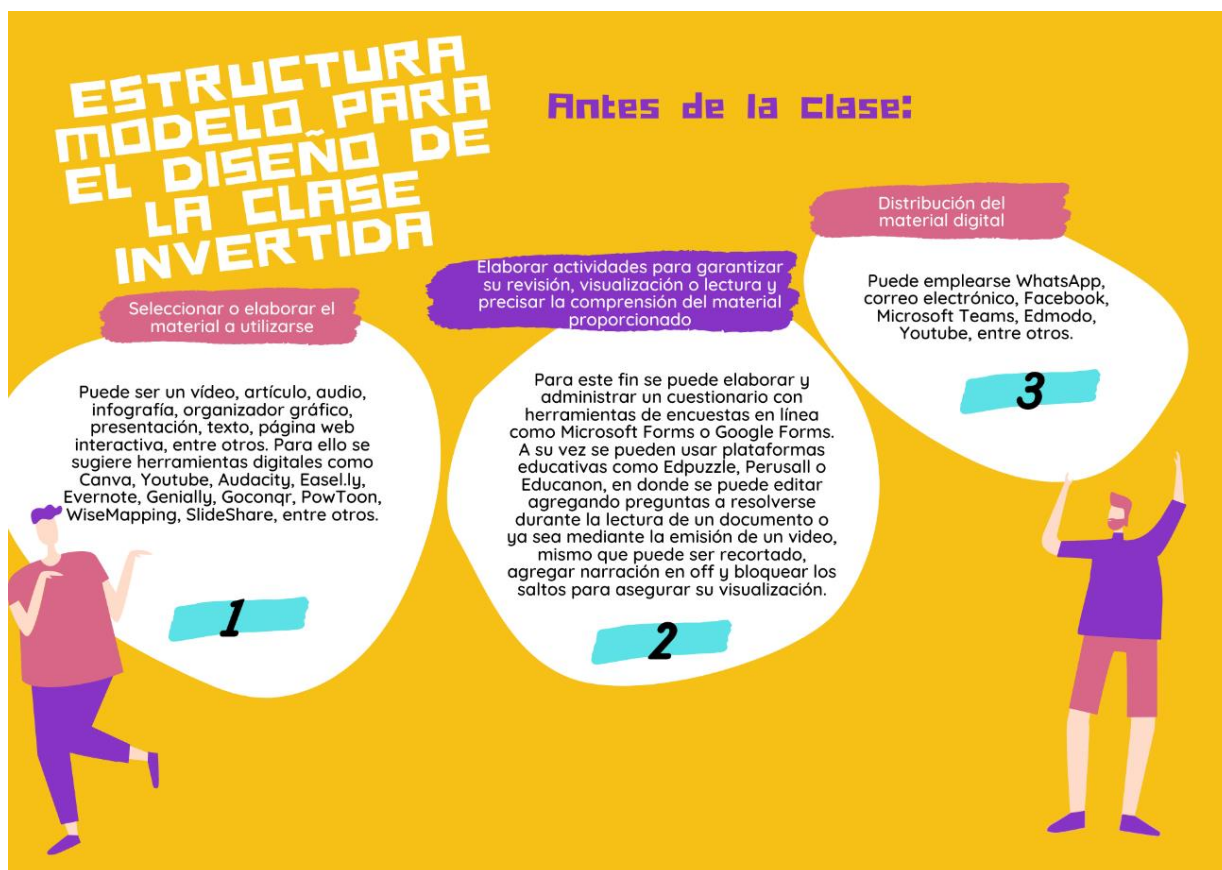 ESTRUCTURA
MODELO PARA
EL DISEÑO DE
LA CLASE
INVERTIDA
Antes de la clase:
Seleccionar o elaborar el
material a utilizarse
Puede ser un vídeo, artículo, audio,
infografía, organizador gráfico,
presentación, texto, página web
interactiva, entre otros. Para ello se
sugiere herramientas digitales como
Canva, Youtube, Audacity, Easel.ly,
Evernote, Genially, Goconqr, PowToon,
WiseMapping, SlideShare, entre otros.
1
Elaborar actividades para garantizar
su revisión, visualización o lectura y
precisar la comprensión del material
proporcionado
Para este fin se puede elaborar y
administrar un cuestionario con
herramientas de encuestas en línea
como Microsoft Forms o Google Forms.
A su vez se pueden usar plataformas
educativas como Edpuzzle, Perusall o
Educanon, en donde se puede editar
agregando preguntas a resolverse
durante la lectura de un documento o
ya sea mediante la emisión de un video,
mismo que puede ser recortado,
agregar narración en off y bloquear los
saltos para asegurar su visualización.
2
Distribución del
material digital
Puede emplearse WhatsApp,
correo electrónico, Facebook,
Microsoft Teams, Edmodo,
Youtube, entre otros.
3